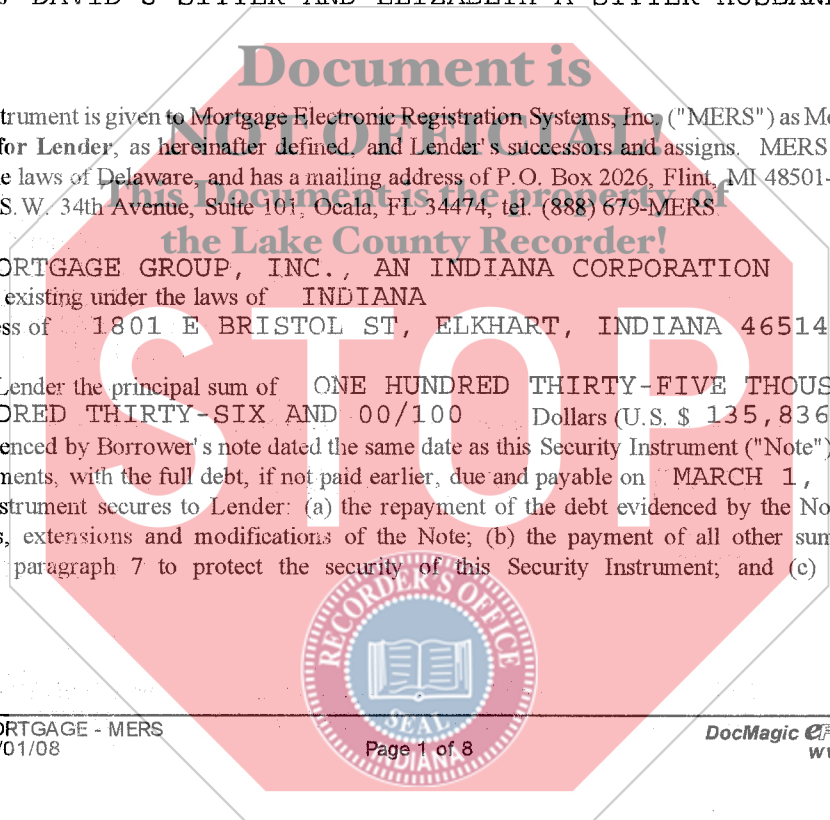 DAVID J SITTER AND ELIZABETH A SITTER HUSBAN
Document is
trument is given to Mortgage Electronic Registration Systems, Inc. ("MERS") as Mo
NOT OFFICIAL!
for Lender, as hereinafter defined, and Lender's successors and assigns. MERS
e laws of Delaware, and has a mailing address of P.O. Box 2026, Flint, MI 48501-
This Document is the property of
S.W. 34th Avenue, Suite 101, Ocala, FL 34474, tel. (888) 679-MERS
the Lake County Recorder!
ORTGAGE GROUP, INC., AN INDIANA CORPORATION
existing under the laws of INDIANA
ess of 1801 E BRISTOL ST, ELKHART, INDIANA 46514
STOP
Lender the principal sum of ONE HUNDRED THIRTY-FIVE THOUS
DRED THIRTY-SIX AND 00/100 Dollars (U.S. $ 135,836
enced by Borrower's note dated the same date as this Security Instrument ("Note")
ments, with the full debt, if not paid earlier, due and payable on MARCH 1,
strument secures to Lender: (a) the repayment of the debt evidenced by the No
s, extensions and modifications of the Note; (b) the payment of all other sum
paragraph 7 to protect the security of this Security Instrument; and (c)
RECORDER'S OFFICE
SEAL
INDIANA
ORTGAGE - MERS
/01/08
Page 1 of 8
DocMagic eF
ww